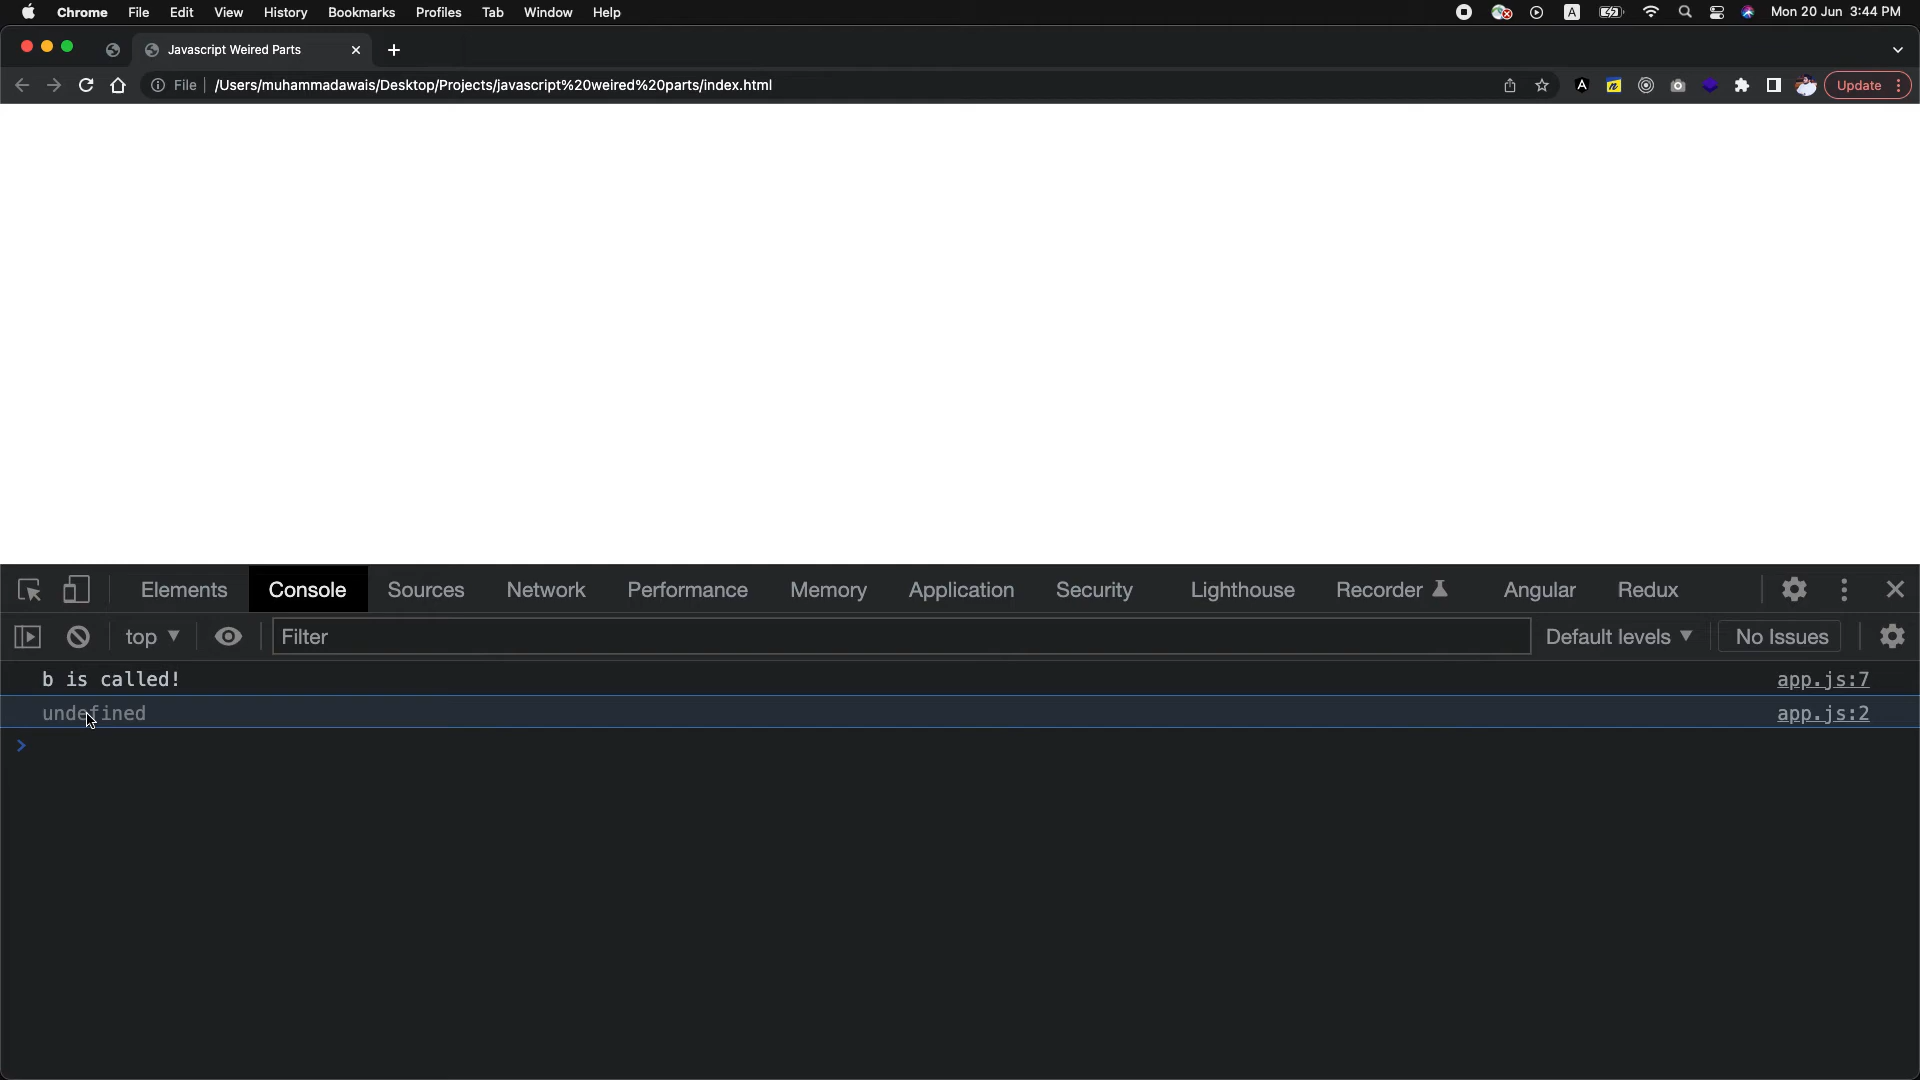 Chrome File Edit View History Bookmarks Profiles Tab Window Help A Mon 20 Jun 3:44 PM
Javascript Weired Parts
File /Users/muhammadawais/Desktop/Projects/javascript%20weired%20parts/index.html A n Update
Elements Console Sources Network Performance Memory Application Security Lighthouse Recorder Angular Redux
top Filter Default levels No Issues
b is called! app.js:7
undefined app.js:2
>